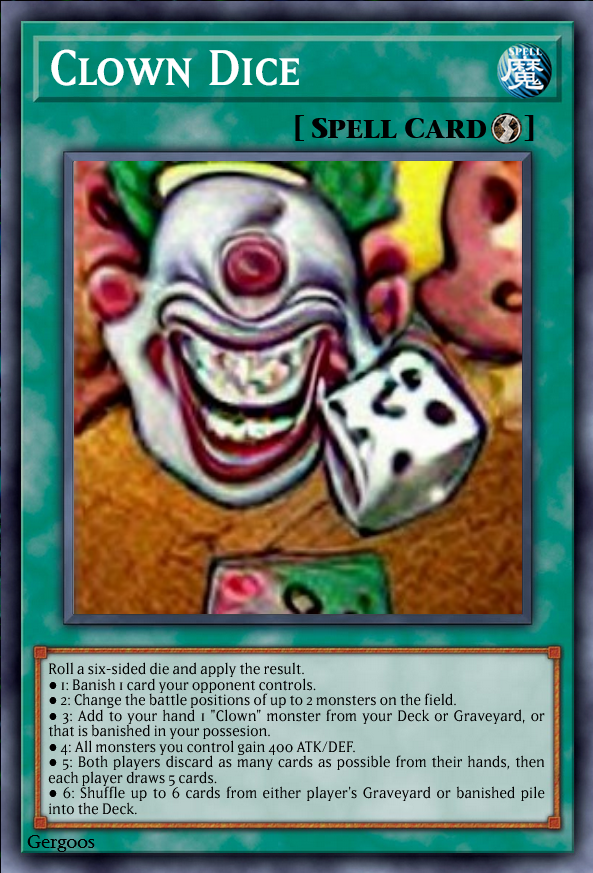 Clown Dice
SPELL
魔
[ Spell Card ]
Roll a six-sided die and apply the result.
● 1: Banish 1 card your opponent controls.
● 2: Change the battle positions of up to 2 monsters on the field.
● 3: Add to your hand 1 "Clown" monster from your Deck or Graveyard, or
that is banished in your possesion.
● 4: All monsters you control gain 400 ATK/DEF.
● 5: Both players discard as many cards as possible from their hands, then
each player draws 5 cards.
● 6: Shuffle up to 6 cards from either player's Graveyard or banished pile
into the Deck.
Gergoos